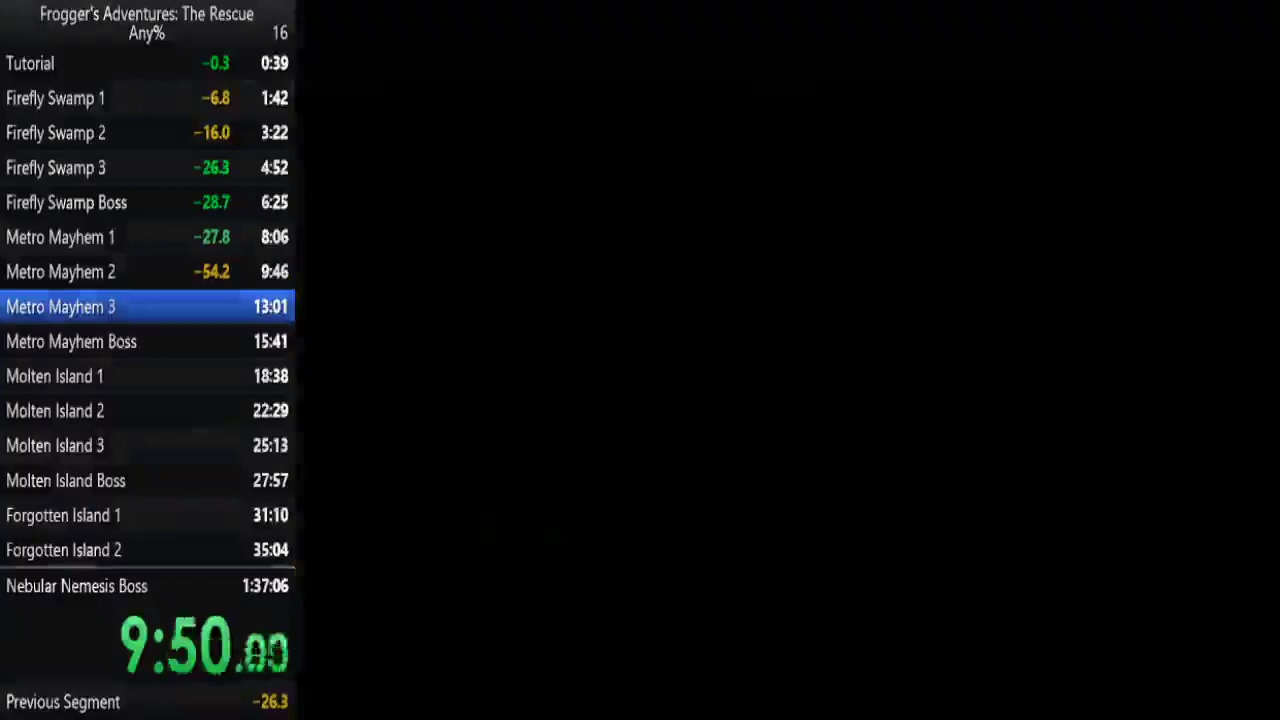 Frogger's Adventures: The Rescue
Any% 16
Tutorial -0.3 0:39
Firefly Swamp 1 -6.8 1:42
Firefly Swamp 2 -16.0 3:22
Firefly Swamp 3 -26.3 4:52
Firefly Swamp Boss -28.7 6:25
Metro Mayhem 1 -27.8 8:06
Metro Mayhem 2 -54.2 9:46
Metro Mayhem 3 13:01
Metro Mayhem Boss 15:41
Molten Island 1 18:38
Molten Island 2 22:29
Molten Island 3 25:13
Molten Island Boss 27:57
Forgotten Island 1 31:10
Forgotten Island 2 35:04
Nebular Nemesis Boss 1:37:06
9:50
Previous Segment -26.3